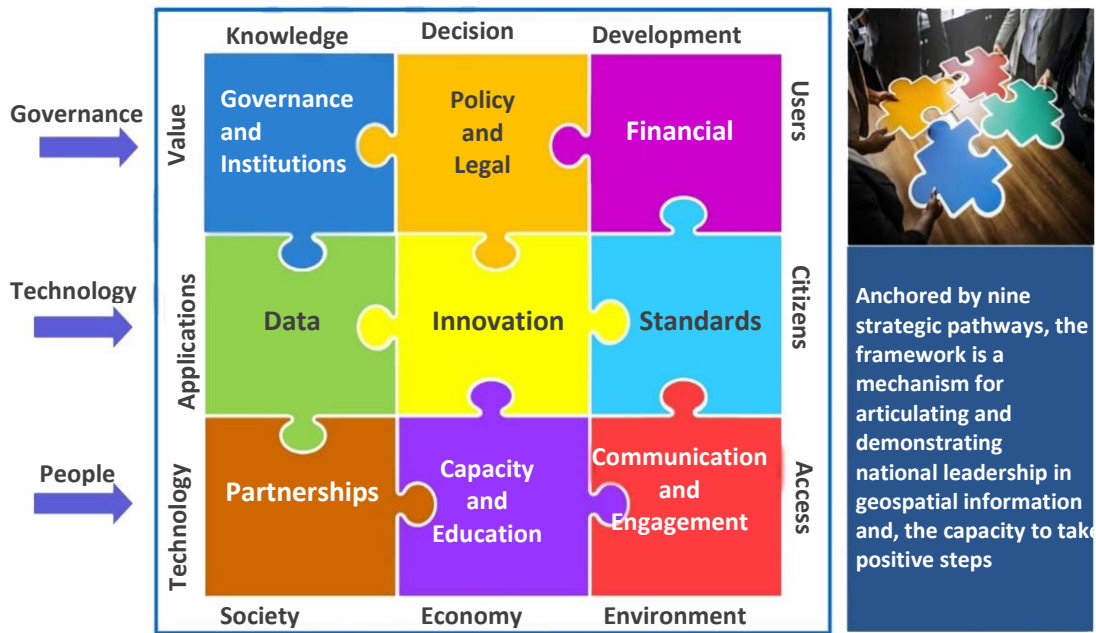 Knowledge
Decision
Development
Governance
Value
Governance
and
Institutions
Policy
and
Legal
Financial
Users
Technology
Applications
Data
Innovation
Standards
Citizens
People
Technology
Partnerships
Capacity
and
Education
Communication
and
Engagement
Access
Society
Economy
Environment
Anchored by nine
strategic pathways, the
framework is a
mechanism for
articulating and
demonstrating
national leadership in
geospatial information
and, the capacity to take
positive steps